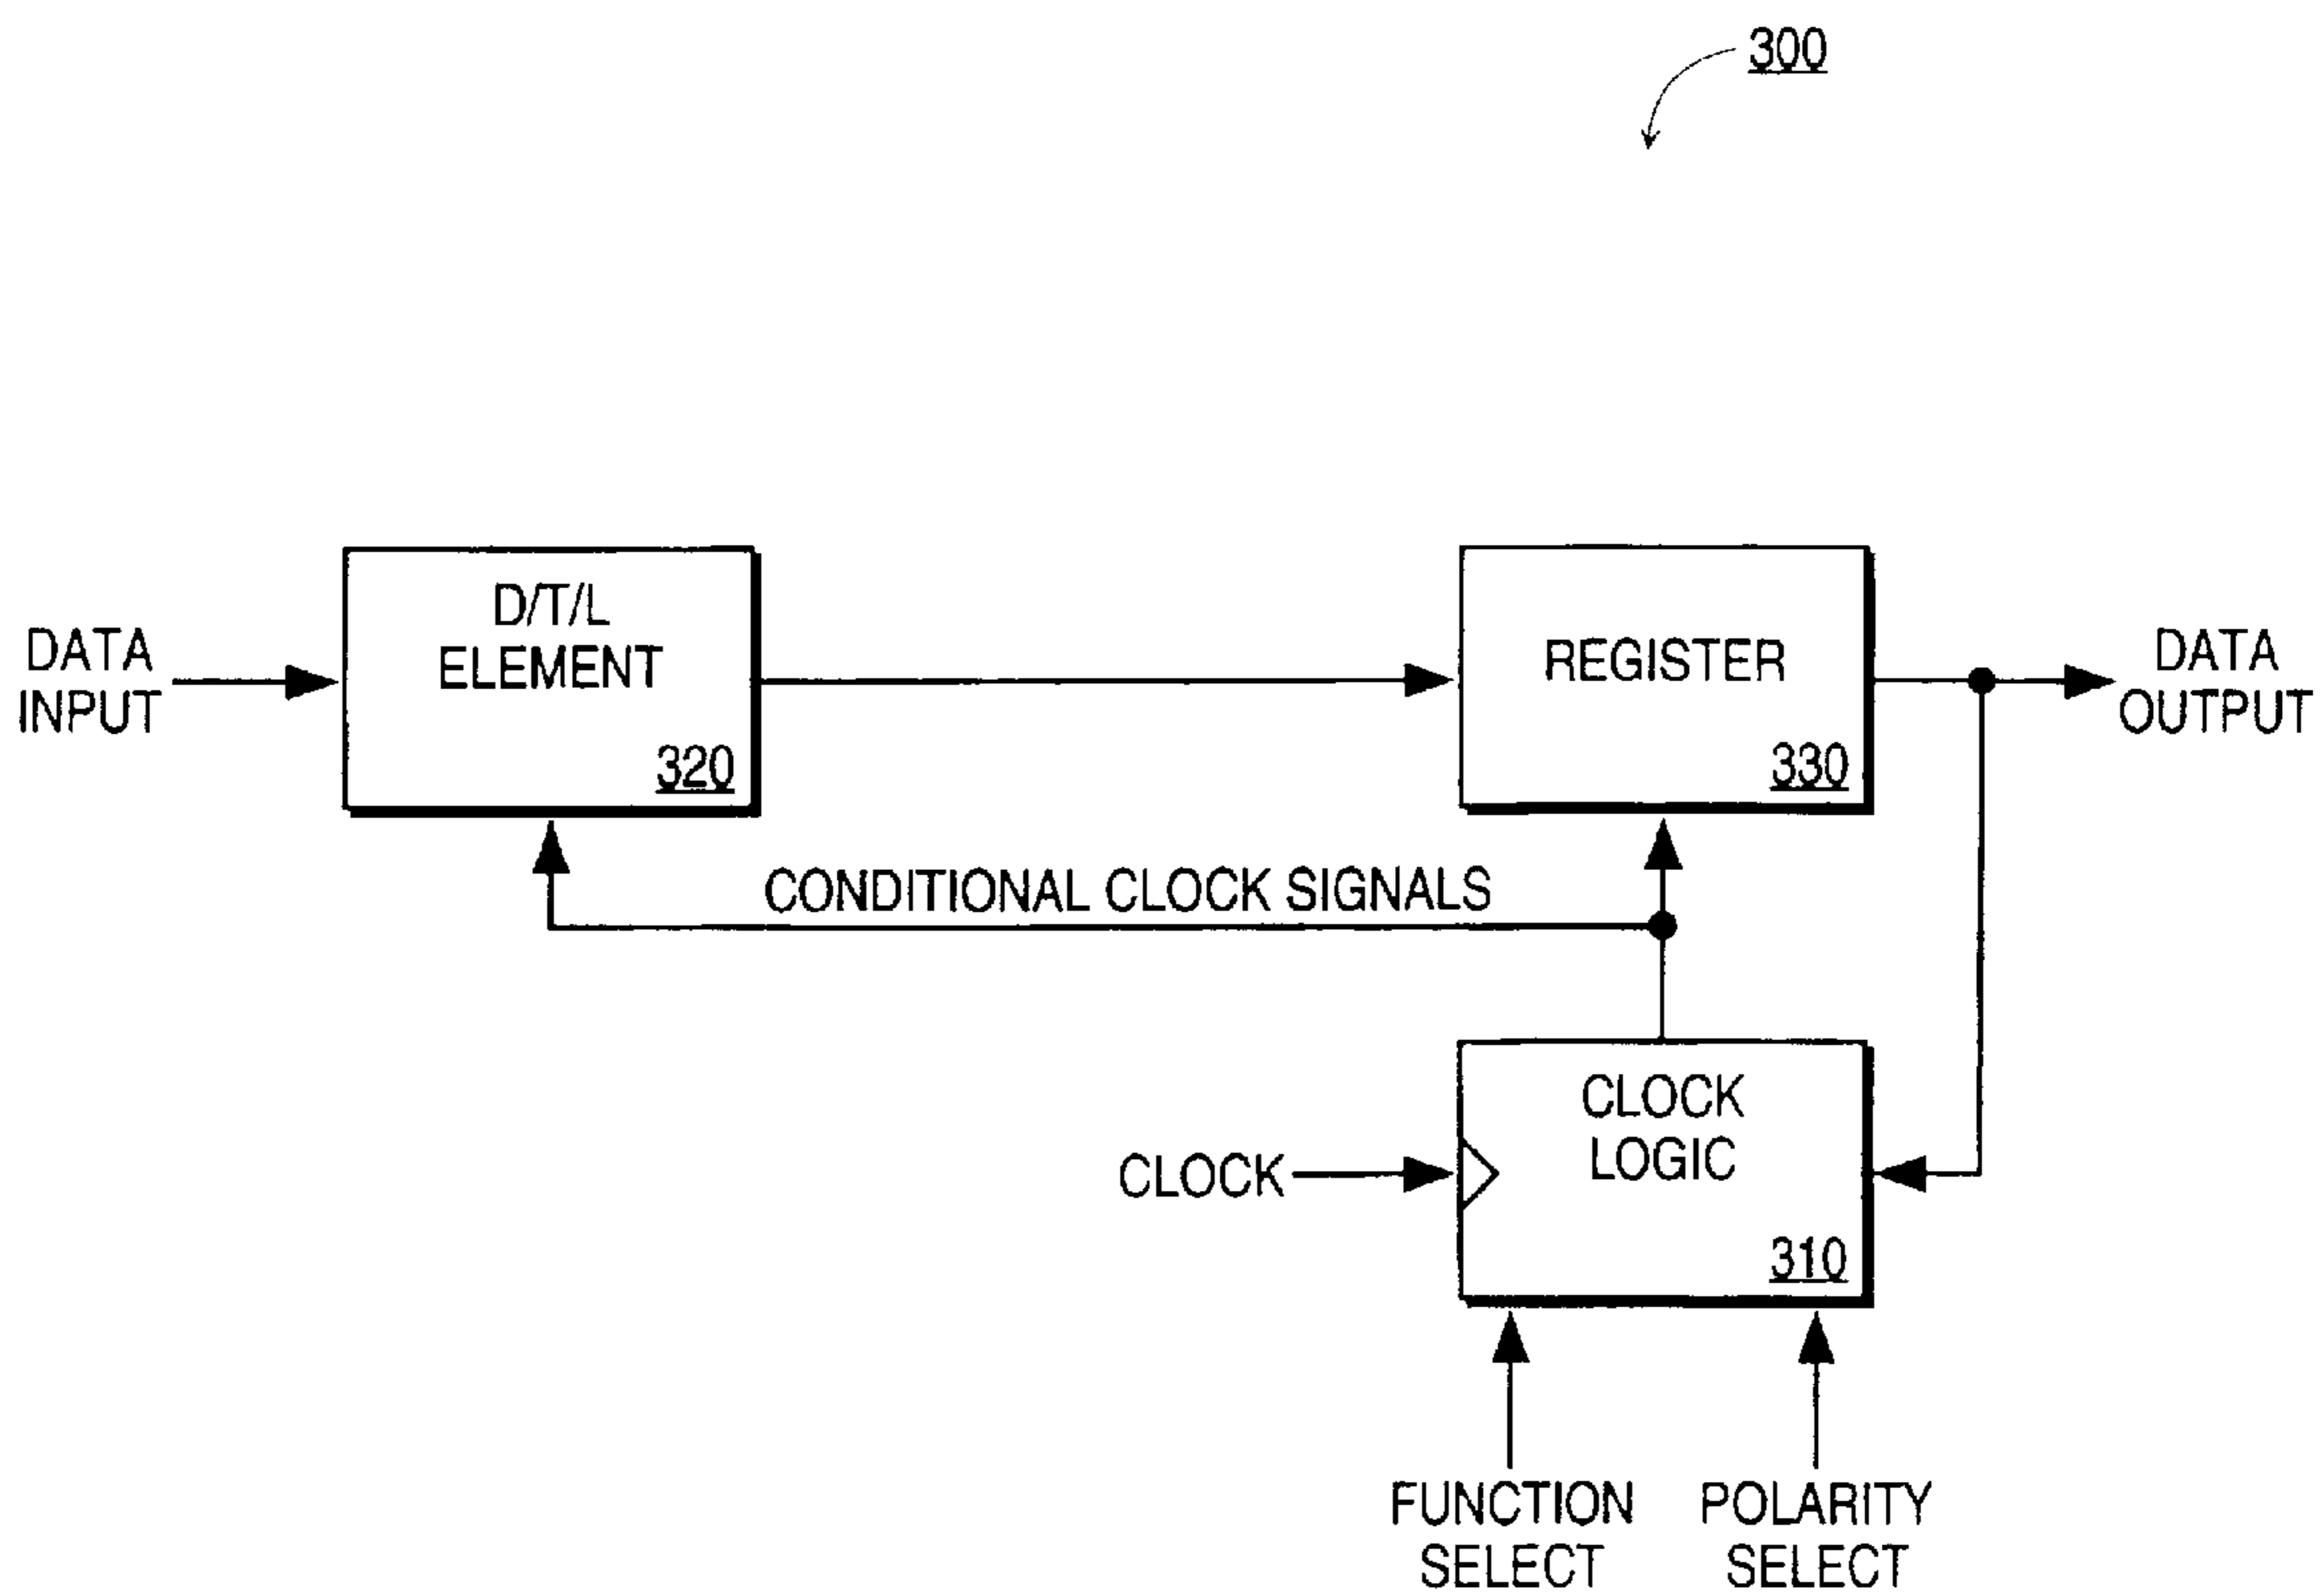 300
D/T/L
ELEMENT
320
DATA
INPUT
REGISTER
330
DATA
OUTPUT
CONDITIONAL CLOCK SIGNALS
CLOCK
LOGIC
310
CLOCK
FUNCTION
SELECT
POLARITY
SELECT